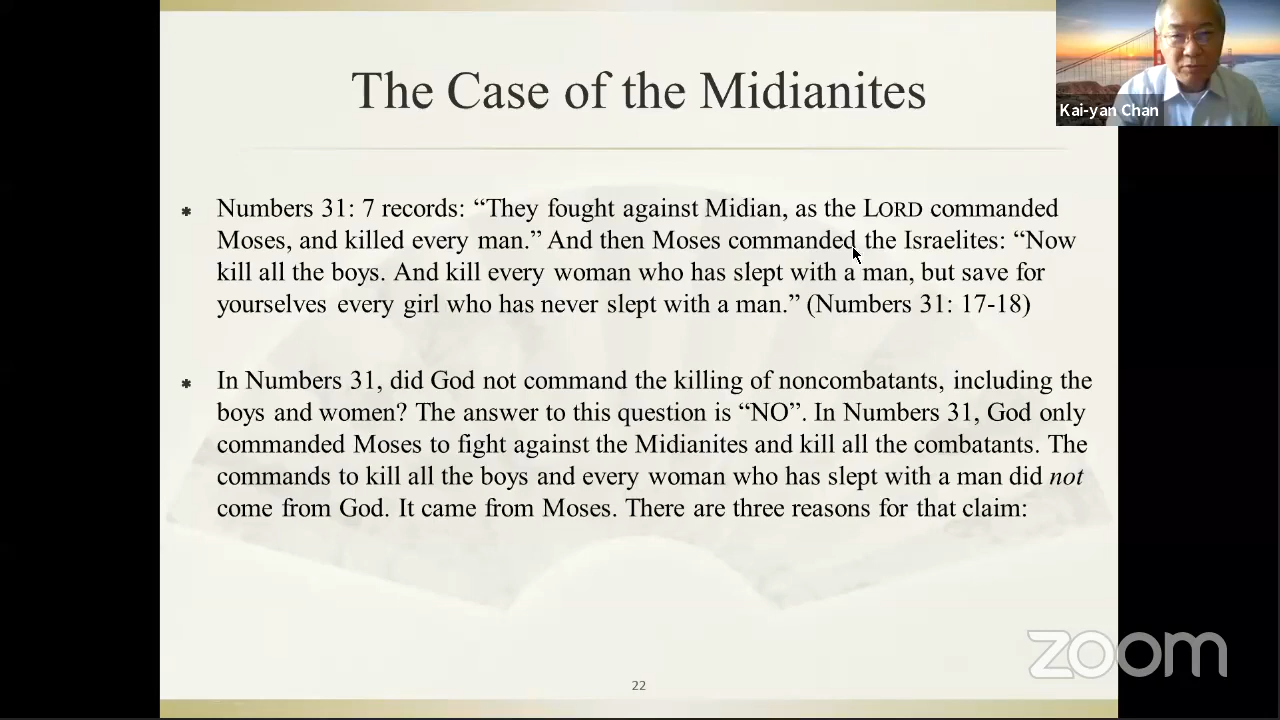 The Case of the Midianites
Kai-yan Chan
* Numbers 31: 7 records: “They fought against Midian, as the LORD commanded
Moses, and killed every man.” And then Moses commanded the Israelites: “Now
kill all the boys. And kill every woman who has slept with a man, but save for
yourselves every girl who has never slept with a man.” (Numbers 31: 17-18)
* In Numbers 31, did God not command the killing of noncombatants, including the
boys and women? The answer to this question is “NO”. In Numbers 31, God only
commanded Moses to fight against the Midianites and kill all the combatants. The
commands to kill all the boys and every woman who has slept with a man did not
come from God. It came from Moses. There are three reasons for that claim:
zoom
22